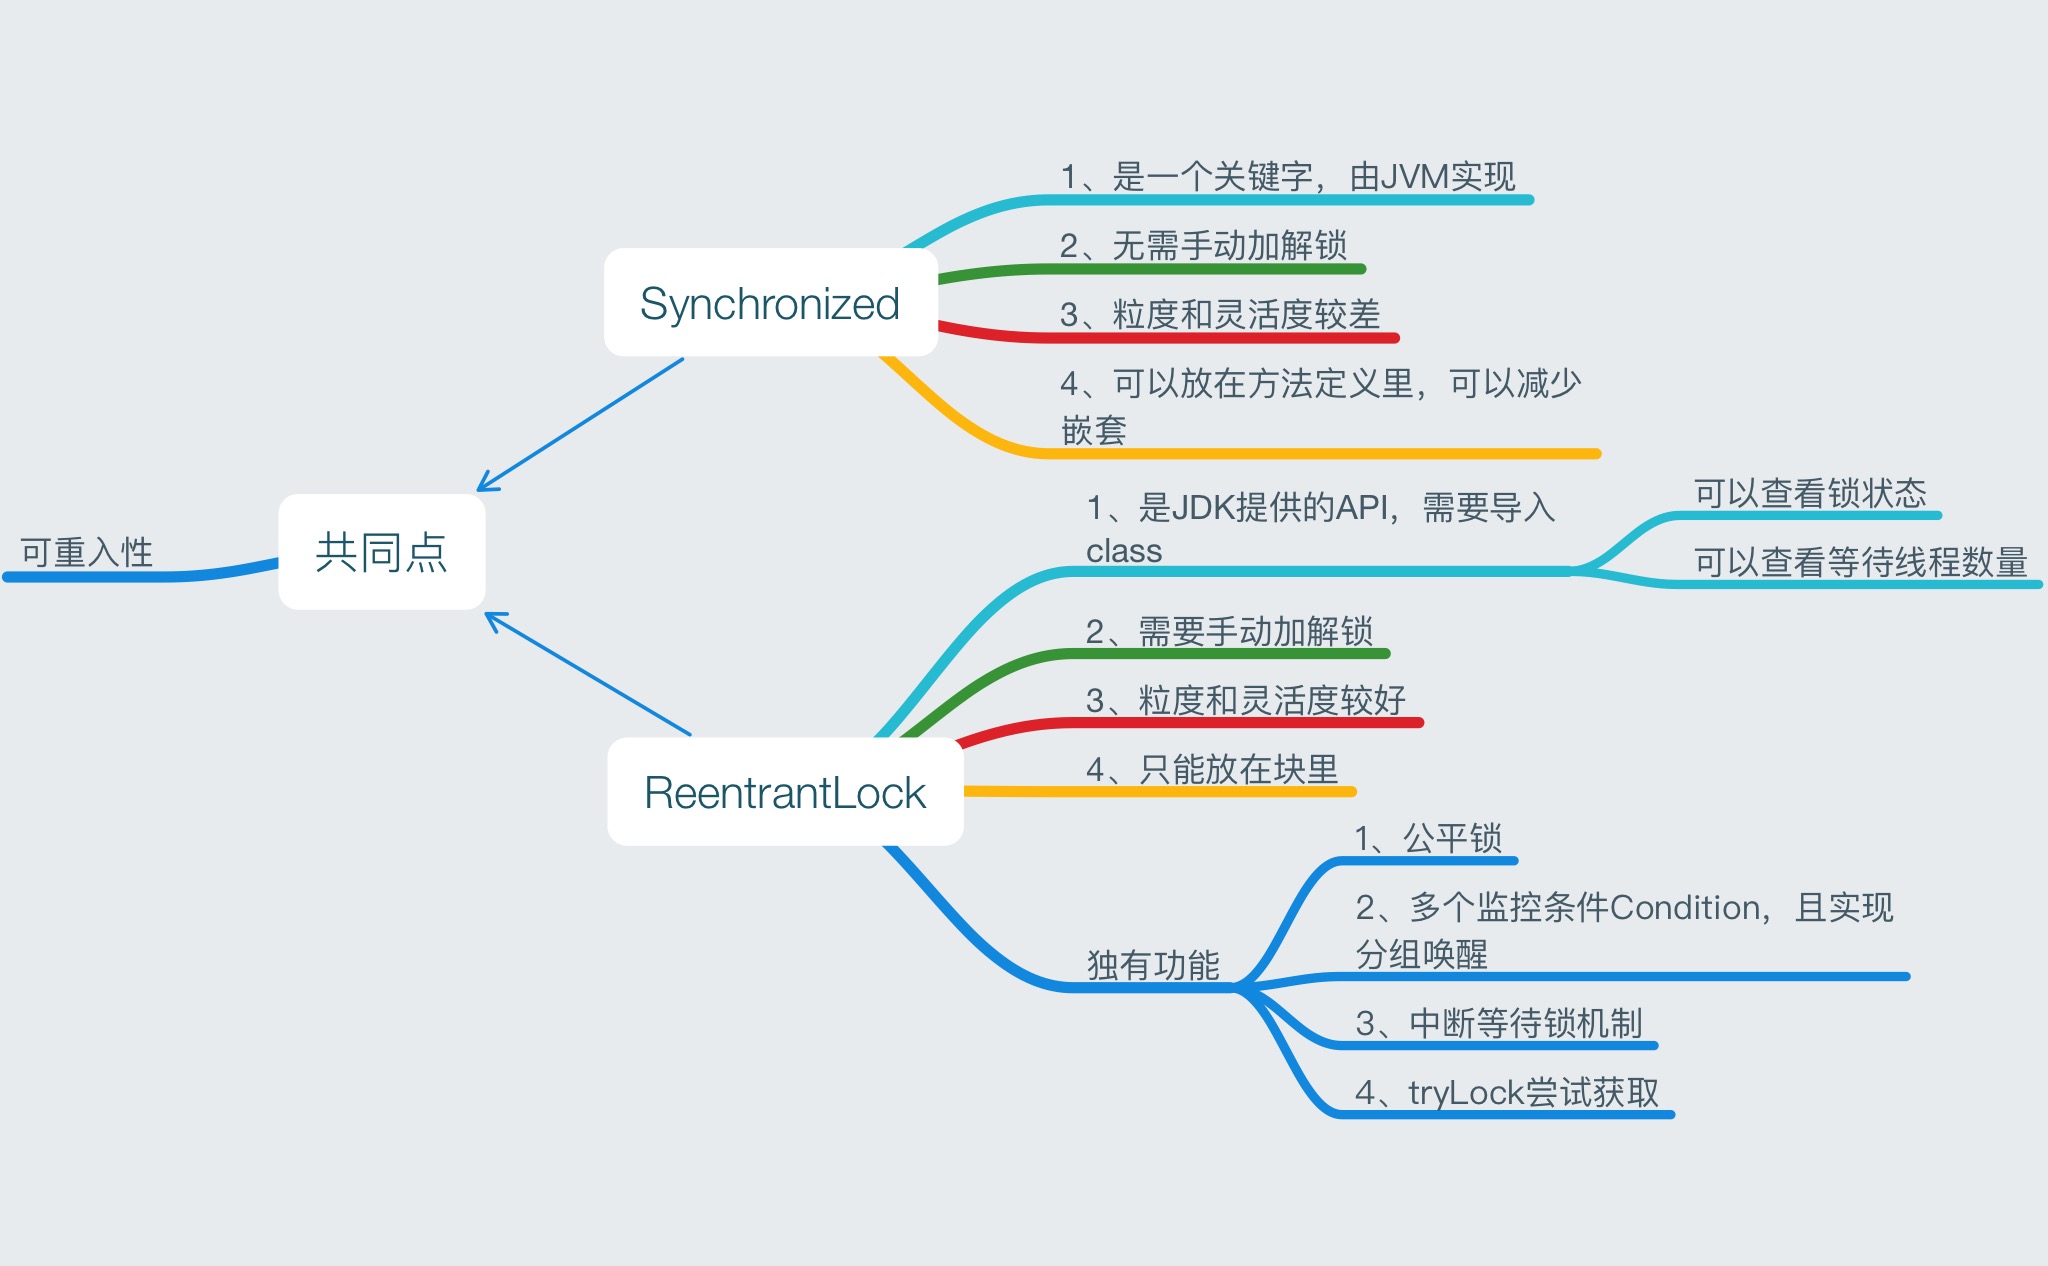 1、是一个关键字，由JVM实现
2、无需手动加解锁
Synchronized
3、粒度和灵活度较差
4、可以放在方法定义里，可以减少
嵌套
可重入性
共同点
1、是JDK提供的API，需要导入
class
可以查看锁状态
可以查看等待线程数量
2、需要手动加解锁
3、粒度和灵活度较好
ReentrantLock
4、只能放在块里
独有功能
1、公平锁
2、多个监控条件Condition，且实现
分组唤醒
3、中断等待锁机制
4、tryLock尝试获取